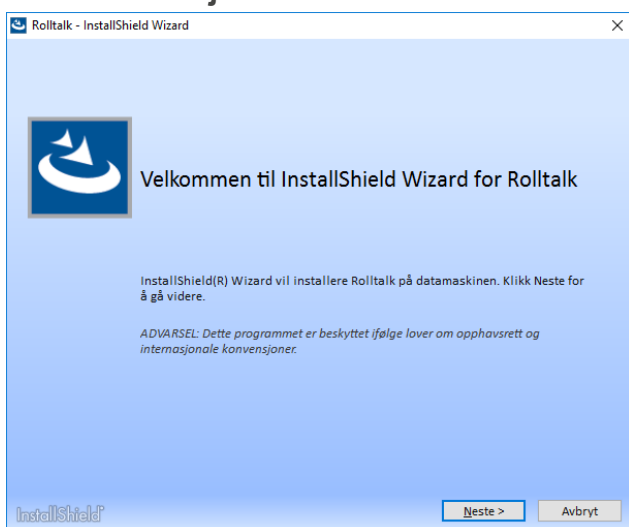 Rolltalk - InstallShield Wizard
Velkommen til InstallShield Wizard for Rolltalk
InstallShield(R) Wizard vil installere Rolltalk på datamaskinen. Klikk Neste for
å gå videre.
ADVARSEL: Dette programmet er beskyttet ifølge lover om opphavsrett og
internasjonale konvensjoner.
InstallShield
Neste >
Avbryt